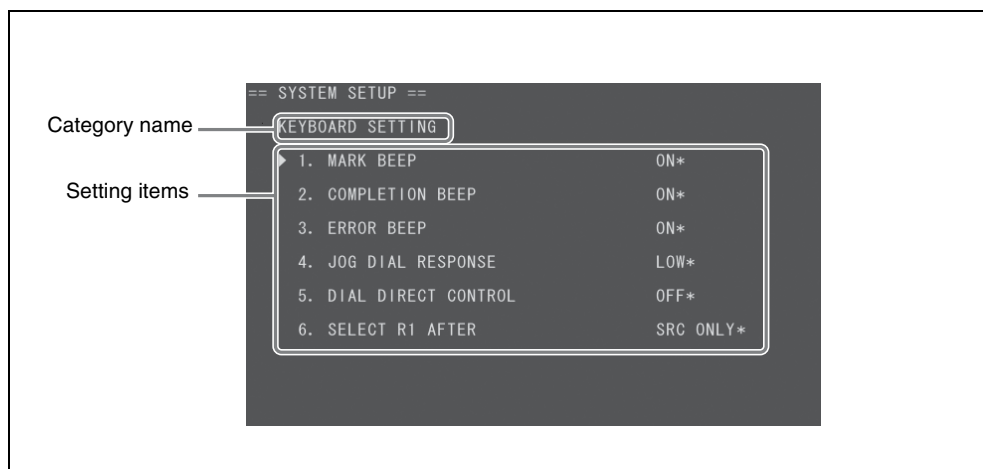 == SYSTEM SETUP ==
Category name
KEYBOARD SETTING
Setting items
1. MARK BEEP ON*
2. COMPLETION BEEP ON*
3. ERROR BEEP ON*
4. JOG DIAL RESPONSE LOW*
5. DIAL DIRECT CONTROL OFF*
6. SELECT R1 AFTER SRC ONLY*